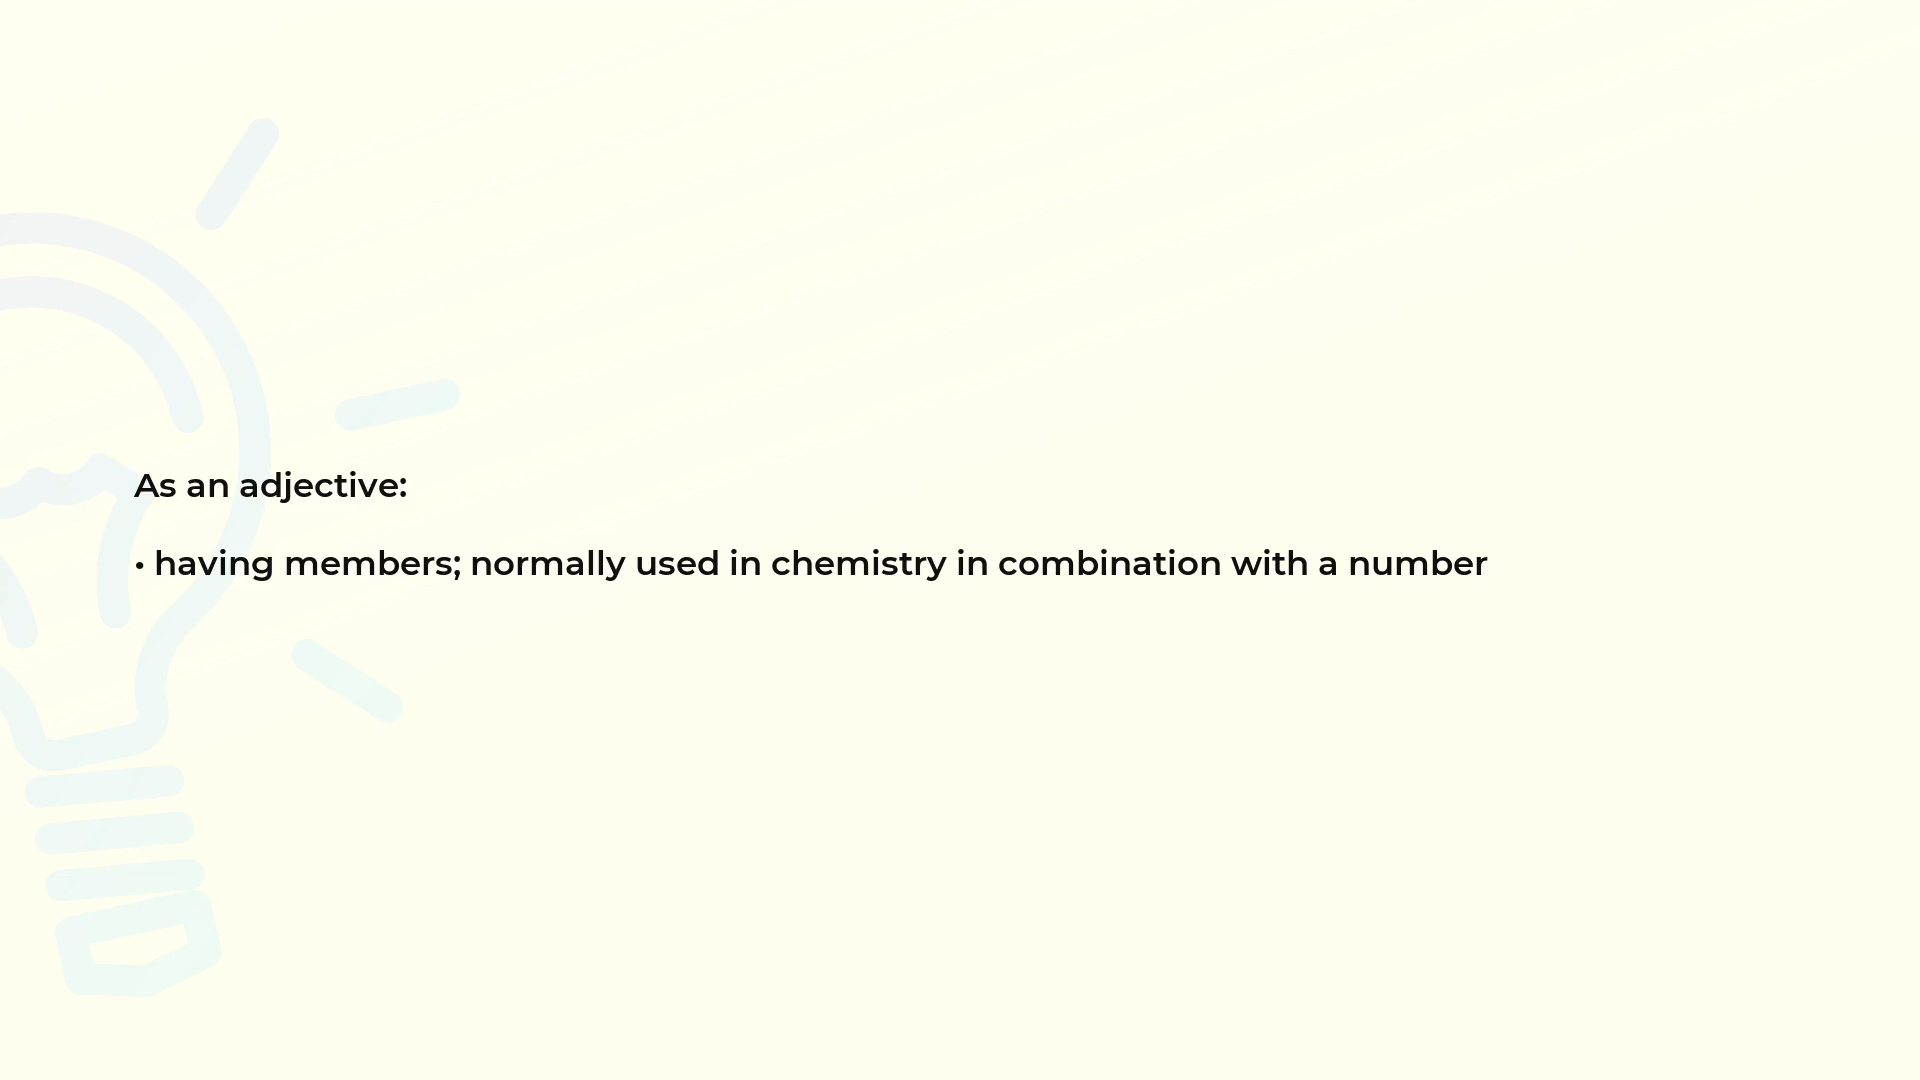 As an adjective:
• having members; normally used in chemistry in combination with a number